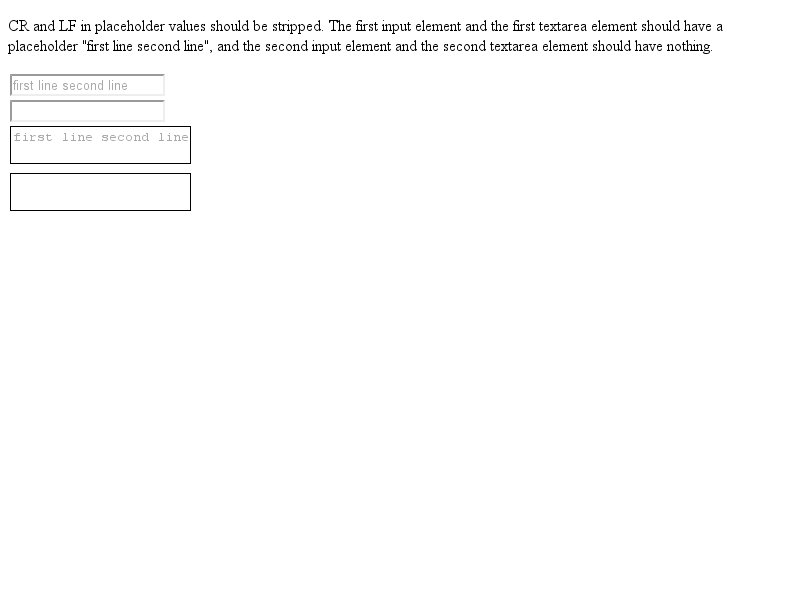 CR and LF in placeholder values should be stripped. The first input element and the first textarea element should have a
placeholder "first line second line", and the second input element and the second textarea element should have nothing.
first line second line
first line second line